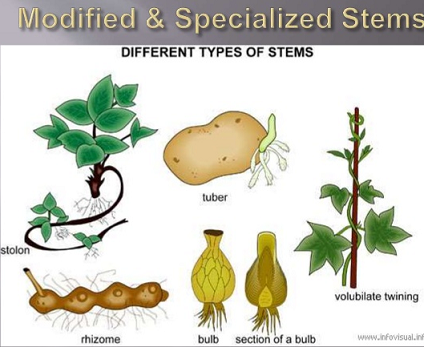 Modified & Specialized Stems
DIFFERENT TYPES OF STEMS
tuber
stolon
volubilate twining
rhizome
bulb
section of a bulb
www.infovisual.inf